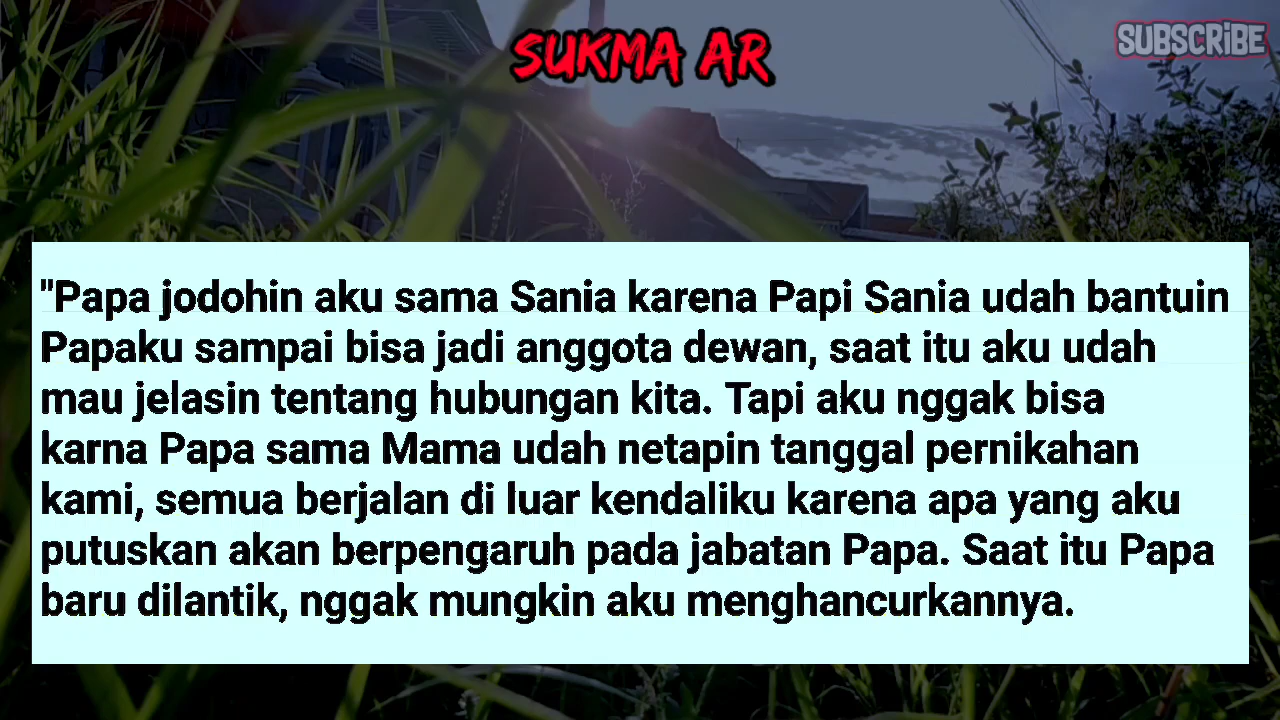 SUKMA AR
SUBSCRiBE
"Papa jodohin aku sama Sania karena Papi Sania udah bantuin
Papaku sampai bisa jadi anggota dewan, saat itu aku udah
mau jelasin tentang hubungan kita. Tapi aku nggak bisa
karna Papa sama Mama udah netapin tanggal pernikahan
kami, semua berjalan di luar kendaliku karena apa yang aku
putuskan akan berpengaruh pada jabatan Papa. Saat itu Papa
baru dilantik, nggak mungkin aku menghancurkannya.